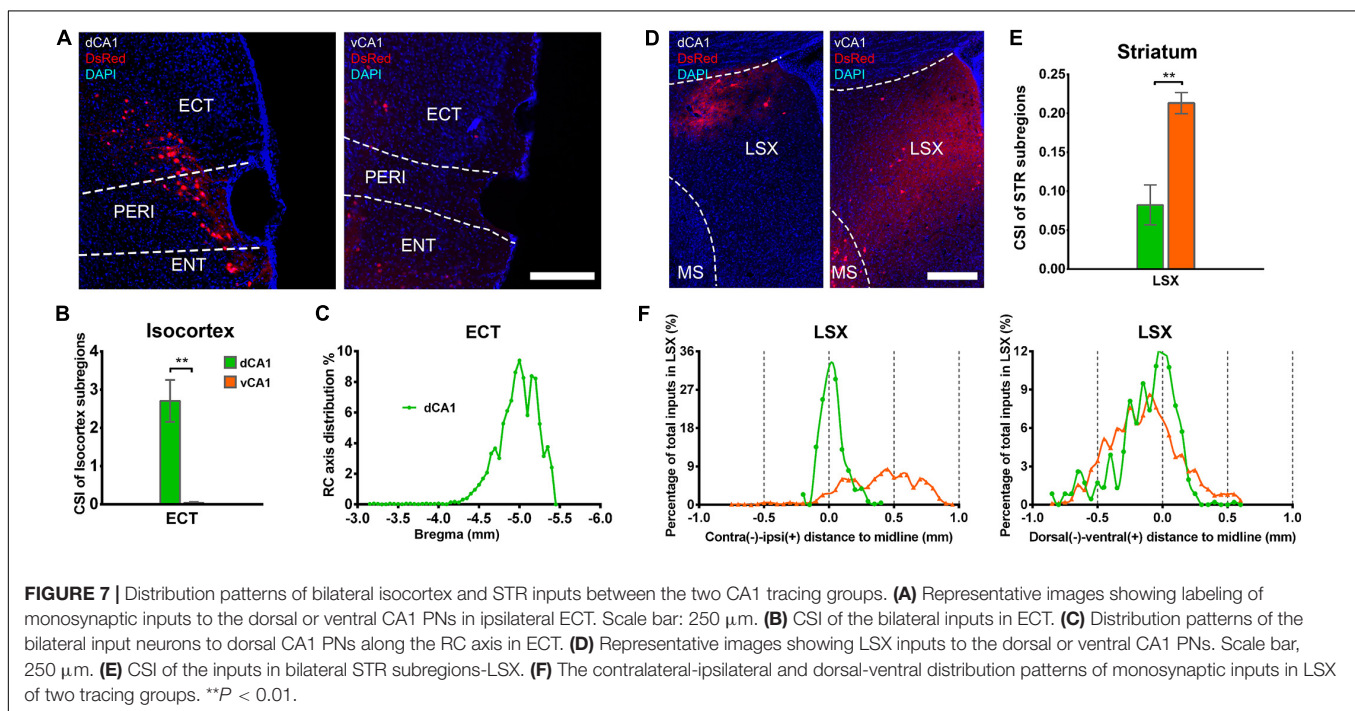 A
dCA1
DsRed
DAPI
ECT
PERI
ENT
vCA1
ECT
PERI
ENT
D
dCA1
DsRed
DAPI
LSX
MS
vCA1
DsRed
DAPI
LSX
MS
E
Striatum
**
CSI of STR subregions
0.25
0.20
0.15
0.10
0.05
0.00
LSX
B
Isocortex
**
dCA1
vCA1
CSI of Isocortex subregions
4
3
2
1
0
ECT
C
ECT
dCA1
RC axis distribution %
10
8
6
4
2
0
-3.0 -3.5 -4.0 -4.5 -5.0 -5.5 -6.0
Bregma (mm)
F
LSX
Percentage of total inputs in LSX (%)
36
27
18
9
0
-1.0 -0.5 0.0 0.5 1.0
Contra(-)-ipsi(+) distance to midline (mm)
LSX
Percentage of total inputs in LSX (%)
12
9
6
3
0
-1.0 -0.5 0.0 0.5 1.0
Dorsal(-)-ventral(+) distance to midline (mm)
FIGURE 7 | Distribution patterns of bilateral isocortex and STR inputs between the two CA1 tracing groups. (A) Representative images showing labeling of
monosynaptic inputs to the dorsal or ventral CA1 PNs in ipsilateral ECT. Scale bar: 250 μm. (B) CSI of the bilateral inputs in ECT. (C) Distribution patterns of the
bilateral input neurons to dorsal CA1 PNs along the RC axis in ECT. (D) Representative images showing LSX inputs to the dorsal or ventral CA1 PNs. Scale bar,
250 μm. (E) CSI of the inputs in bilateral STR subregions-LSX. (F) The contralateral-ipsilateral and dorsal-ventral distribution patterns of monosynaptic inputs in LSX
of two tracing groups. **P < 0.01.